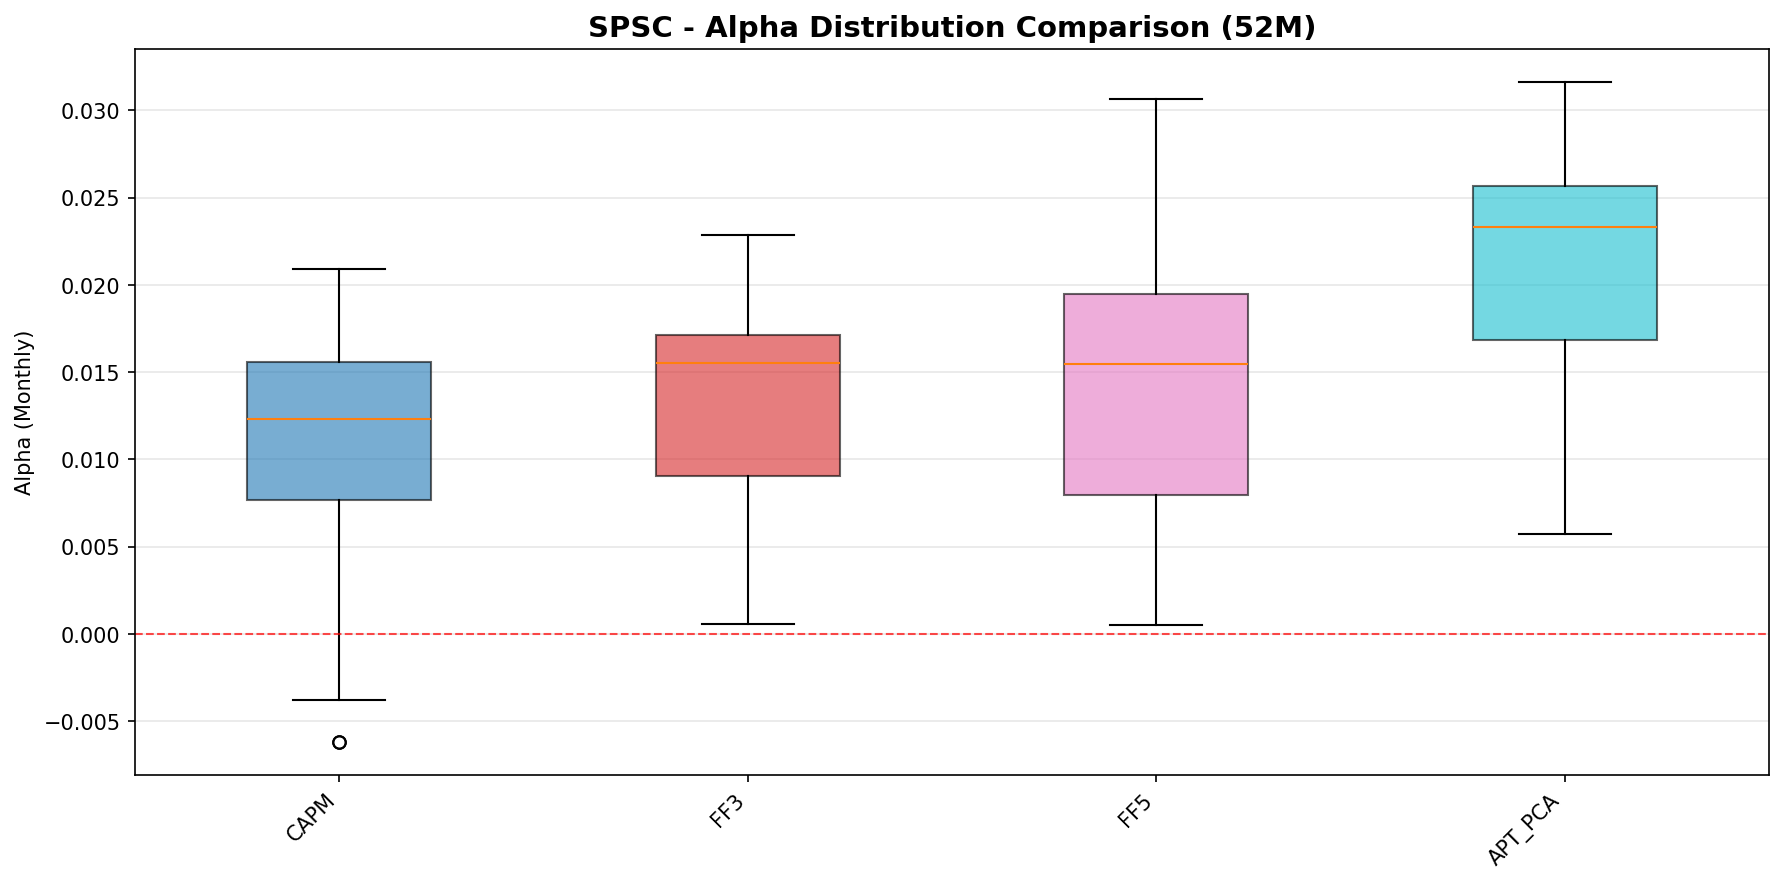 SPSC - Alpha Distribution Comparison (52M)
Alpha (Monthly)
0.030
0.025
0.020
0.015
0.010
0.005
0.000
−0.005
CAPM
FF3
FF5
APT_PCA